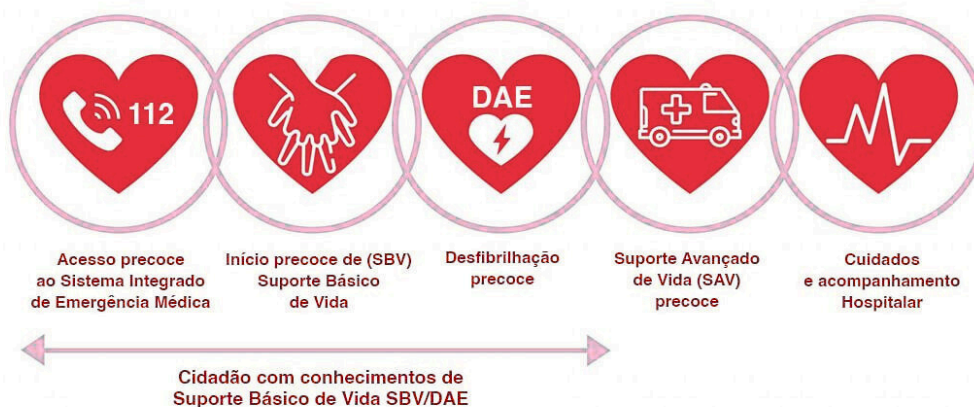 112
DAE
Acesso precoce
ao Sistema Integrado
de Emergência Médica
Início precoce de (SBV)
Suporte Básico
de Vida
Desfibrilhação
precoce
Suporte Avançado
de Vida (SAV)
precoce
Cuidados
e acompanhamento
Hospitalar
Cidadão com conhecimentos de
Suporte Básico de Vida SBV/DAE